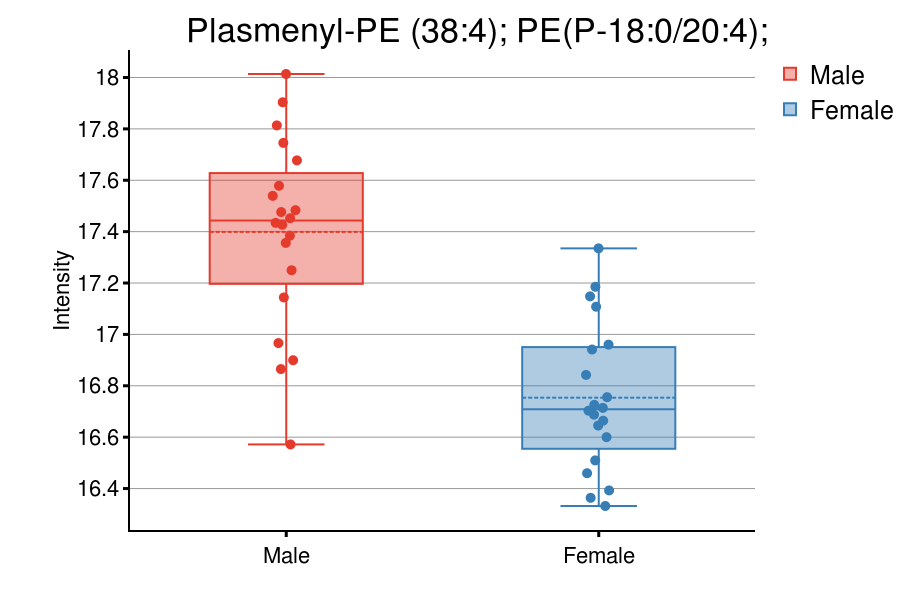 Plasmenyl-PE (38:4); PE(P-18:0/20:4);
Male
Female
Intensity
18
17.8
17.6
17.4
17.2
17
16.8
16.6
16.4
Male
Female